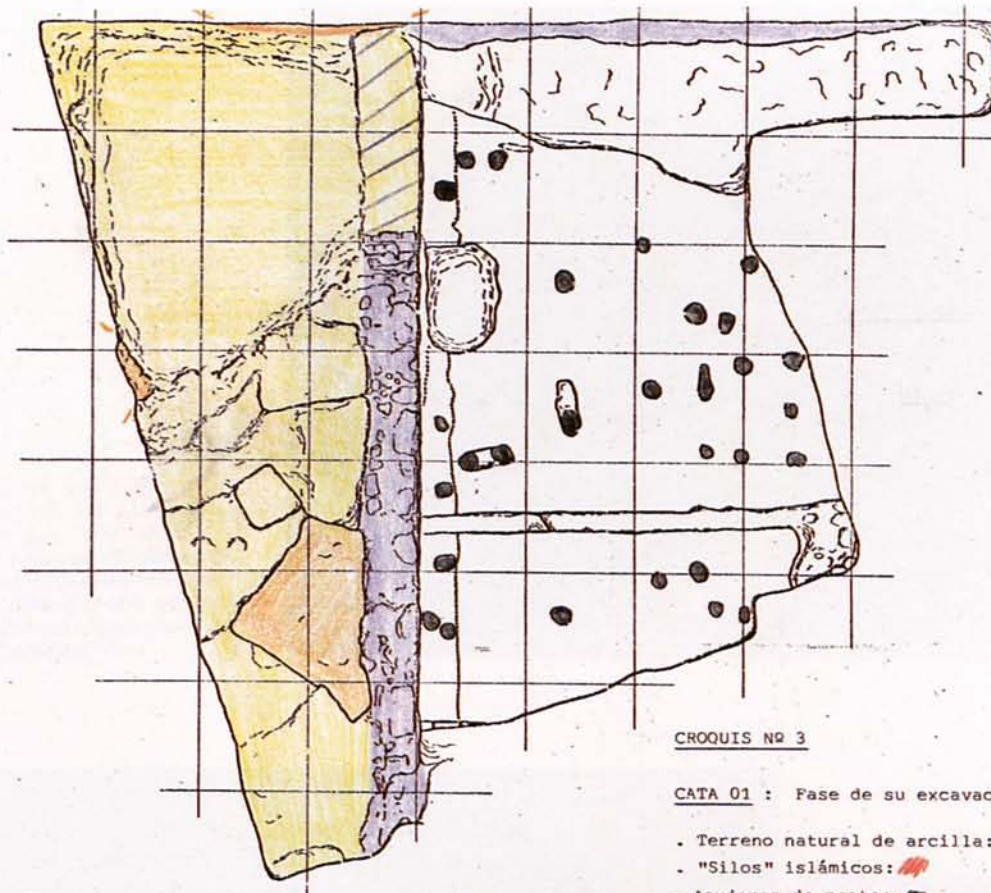 CROQUIS Nº 3
CATA 01 : Fase de su excavac
. Terreno natural de arcilla:
. "Silos" islámicos: